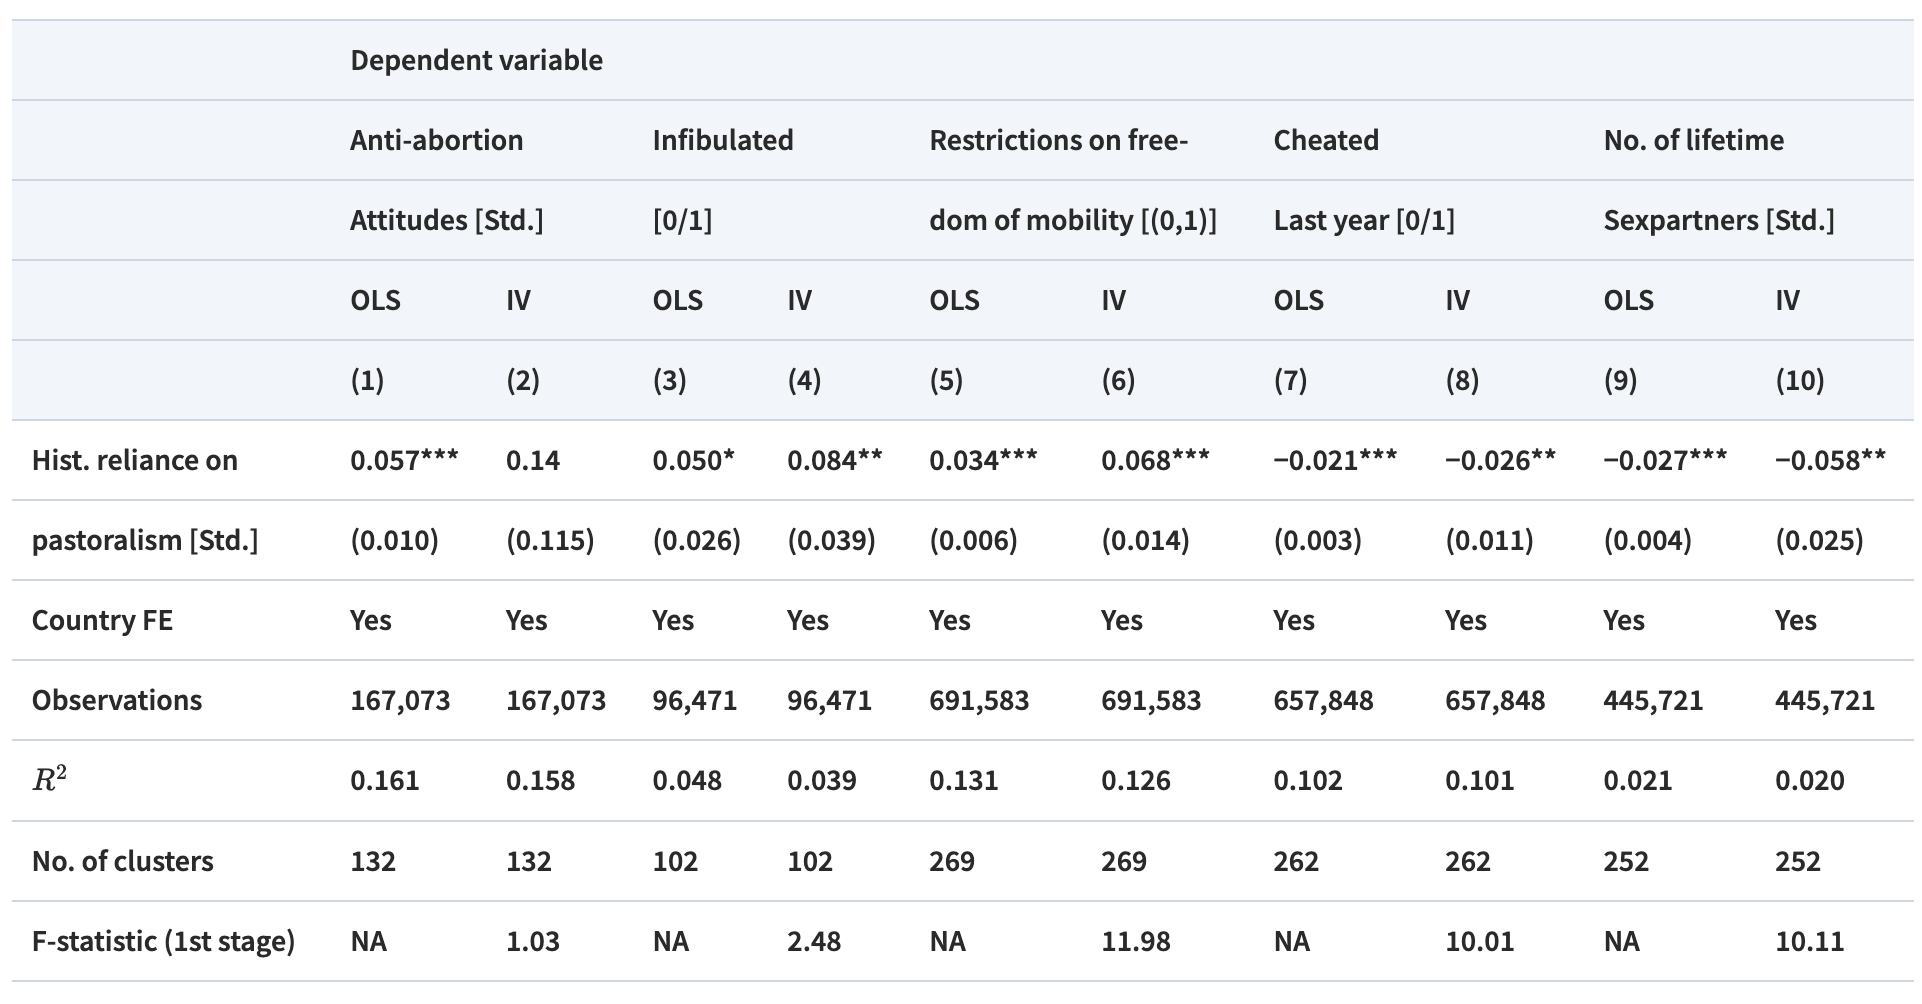 Dependent variable
Anti-abortion Infibulated Restrictions on free- Cheated No. of lifetime
Attitudes [Std.] [0/1] dom of mobility [(0,1)] Last year [0/1] Sexpartners [Std.]
OLS IV OLS IV OLS IV OLS IV OLS IV
(1) (2) (3) (4) (5) (6) (7) (8) (9) (10)
Hist. reliance on 0.057*** 0.14 0.050* 0.084** 0.034*** 0.068*** −0.021*** −0.026** −0.027*** −0.058**
pastoralism [Std.] (0.010) (0.115) (0.026) (0.039) (0.006) (0.014) (0.003) (0.011) (0.004) (0.025)
Country FE Yes Yes Yes Yes Yes Yes Yes Yes Yes Yes
Observations 167,073 167,073 96,471 96,471 691,583 691,583 657,848 657,848 445,721 445,721
R² 0.161 0.158 0.048 0.039 0.131 0.126 0.102 0.101 0.021 0.020
No. of clusters 132 132 102 102 269 269 262 262 252 252
F-statistic (1st stage) NA 1.03 NA 2.48 NA 11.98 NA 10.01 NA 10.11